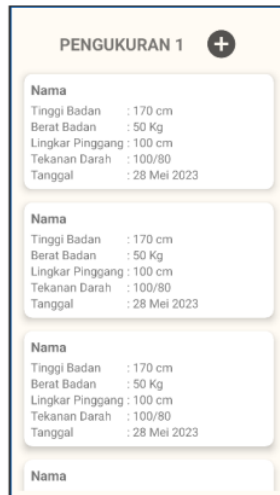 PENGUKURAN 1
Nama
Tinggi Badan : 170 cm
Berat Badan : 50 Kg
Lingkar Pinggang : 100 cm
Tekanan Darah : 100/80
Tanggal : 28 Mei 2023
Nama
Tinggi Badan : 170 cm
Berat Badan : 50 Kg
Lingkar Pinggang : 100 cm
Tekanan Darah : 100/80
Tanggal : 28 Mei 2023
Nama
Tinggi Badan : 170 cm
Berat Badan : 50 Kg
Lingkar Pinggang : 100 cm
Tekanan Darah : 100/80
Tanggal : 28 Mei 2023
Nama